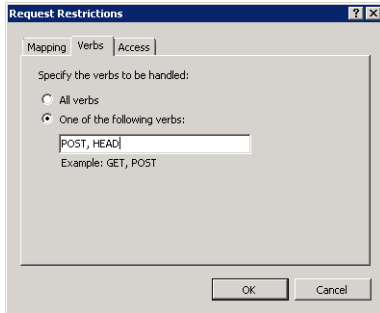 Request Restrictions
Mapping Verbs Access
Specify the verbs to be handled:
All verbs
One of the following verbs:
POST, HEAD
Example: GET, POST
OK Cancel